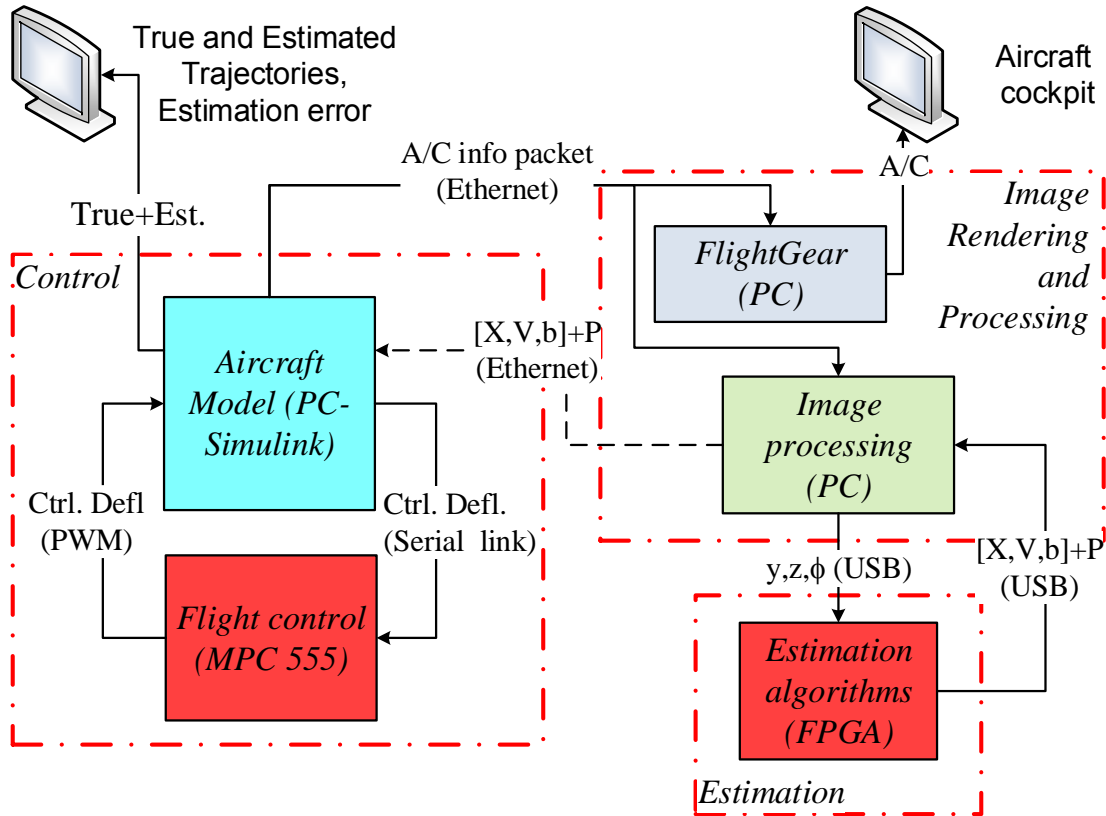 True and Estimated
Trajectories,
Estimation error
Aircraft
cockpit
A/C info packet
(Ethernet)
A/C
Image
Rendering
and
Processing
True+Est.
Control
FlightGear
(PC)
[X,V,b]+P
(Ethernet)
Aircraft
Model (PC-
Simulink)
Image
processing
(PC)
Ctrl. Defl
(PWM)
Ctrl. Defl.
(Serial link)
y,z,ϕ (USB)
[X,V,b]+P
(USB)
Flight control
(MPC 555)
Estimation
algorithms
(FPGA)
Estimation